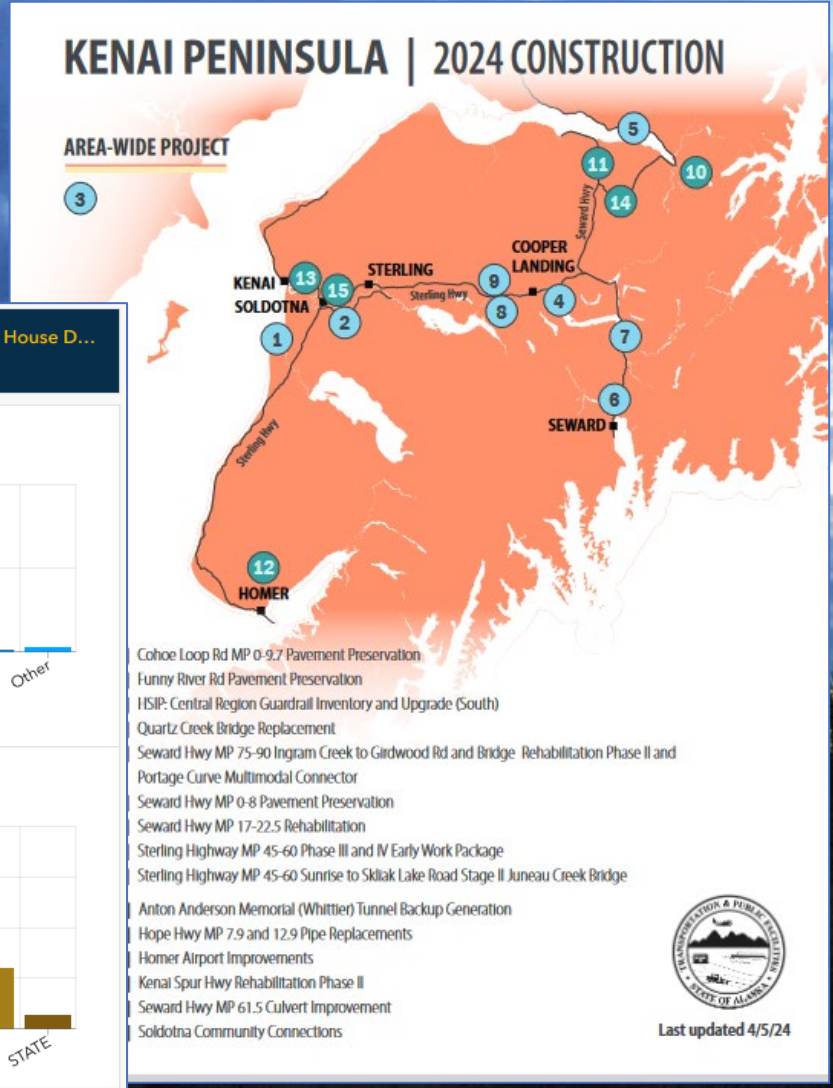 KENAI PENINSULA | 2024 CONSTRUCTION
AREA-WIDE PROJECT
3
5
11
10
14
Seward Hwy
COOPER
LANDING
KENAI
13
STERLING
15
SOLDOTNA
Sterling Hwy
9
8
4
2
1
7
6
SEWARD
Sterling Hwy
12
HOMER
House D...
Other
STATE
Cohoe Loop Rd MP 0-9.7 Pavement Preservation
Funny River Rd Pavement Preservation
HSIP: Central Region Guardrail Inventory and Upgrade (South)
Quartz Creek Bridge Replacement
Seward Hwy MP 75-90 Ingram Creek to Girdwood Rd and Bridge Rehabilitation Phase II and
Portage Curve Multimodal Connector
Seward Hwy MP 0-8 Pavement Preservation
Seward Hwy MP 17-22.5 Rehabilitation
Sterling Highway MP 45-60 Phase III and IV Early Work Package
Sterling Highway MP 45-60 Sunrise to Skliak Lake Road Stage II Juneau Creek Bridge
Anton Anderson Memorial (Whittier) Tunnel Backup Generation
Hope Hwy MP 7.9 and 12.9 Pipe Replacements
Homer Airport Improvements
Kenai Spur Hwy Rehabilitation Phase II
Seward Hwy MP 61.5 Culvert Improvement
Soldotna Community Connections
TRANSPORTATION & PUBLIC FACILITIES
STATE OF ALASKA
Last updated 4/5/24